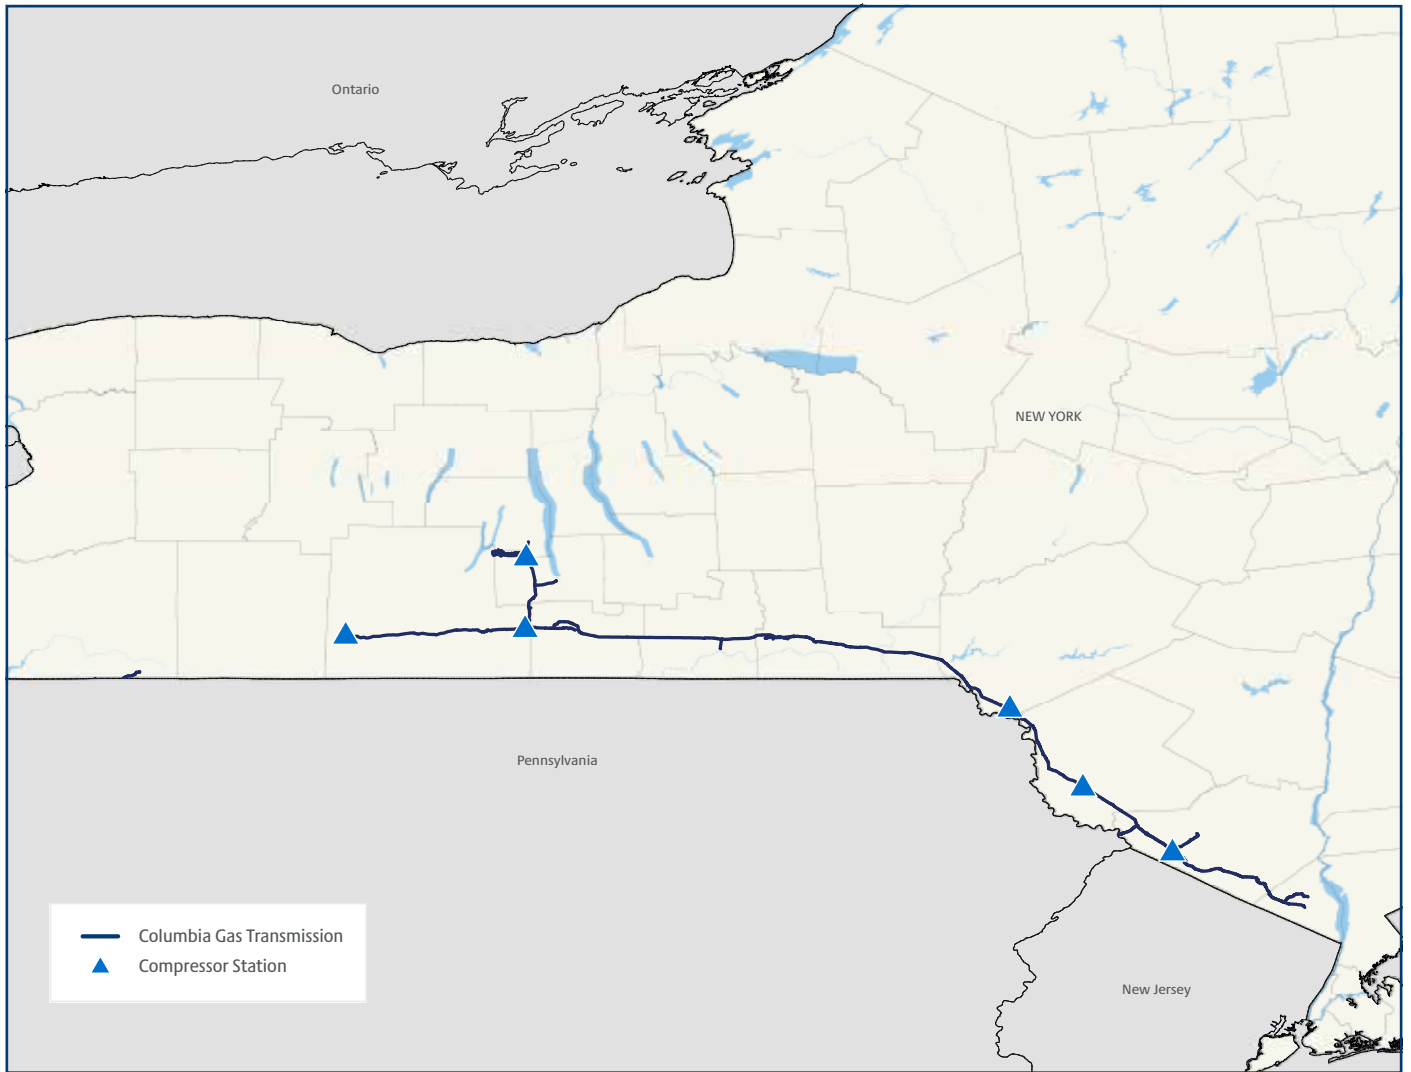 Ontario
NEW YORK
Pennsylvania
Columbia Gas Transmission
Compressor Station
New Jersey